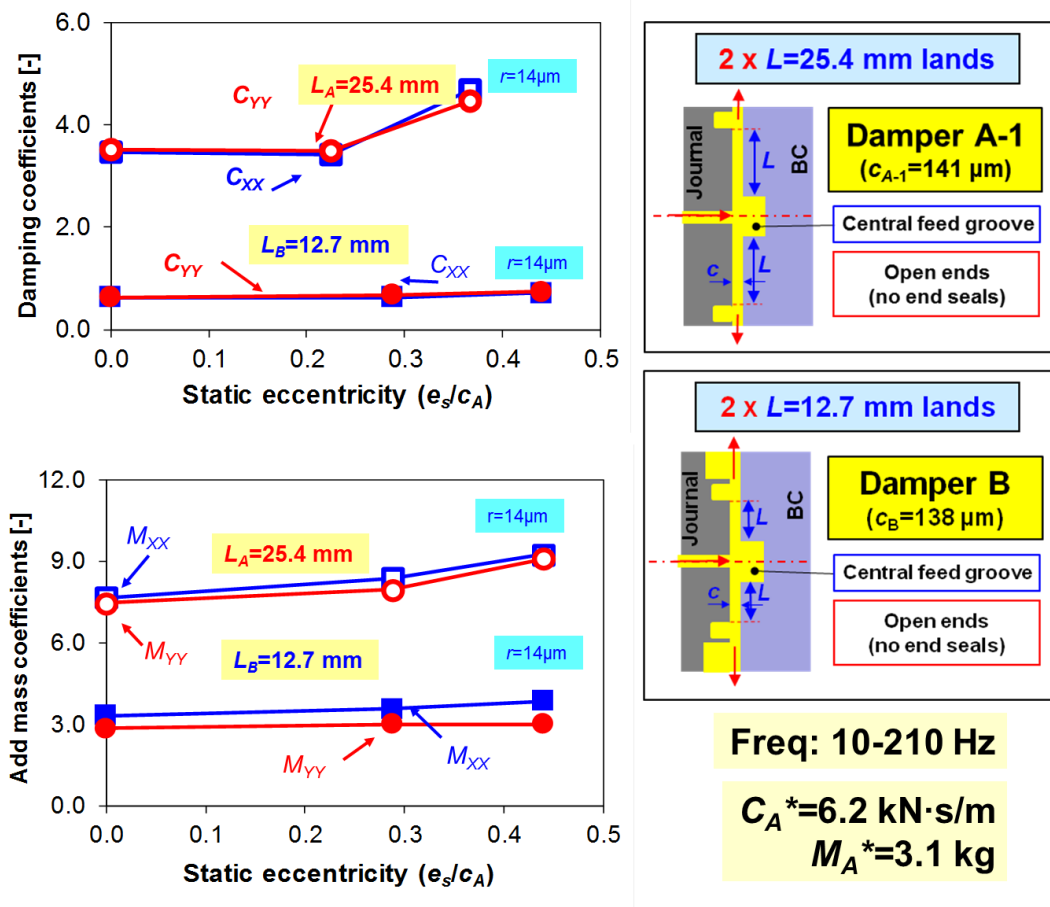 6.0
4.0
2.0
0.0
Damping coefficients [-]
C_YY
L_A=25.4 mm
r=14µm
C_XX
L_B=12.7 mm
C_YY
C_XX
r=14µm
0.0 0.1 0.2 0.3 0.4 0.5
Static eccentricity (e_s/c_A)
12.0
9.0
6.0
3.0
0.0
Add mass coefficients [-]
M_XX
L_A=25.4 mm
r=14µm
M_YY
L_B=12.7 mm
r=14µm
M_YY
M_XX
0.0 0.1 0.2 0.3 0.4 0.5
Static eccentricity (e_s/c_A)
2 x L=25.4 mm lands
Journal
L
BC
c
L
Damper A-1
(c_A-1=141 µm)
Central feed groove
Open ends
(no end seals)
2 x L=12.7 mm lands
Journal
L
BC
c
L
Damper B
(c_B=138 µm)
Central feed groove
Open ends
(no end seals)
Freq: 10-210 Hz
C_A*=6.2 kN·s/m
M_A*=3.1 kg